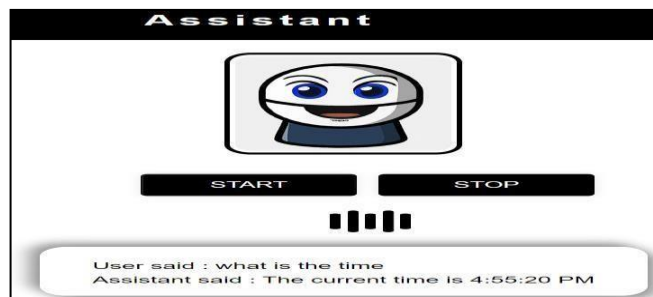 Assistant
START STOP
User said : what is the time
Assistant said : The current time is 4:55:20 PM